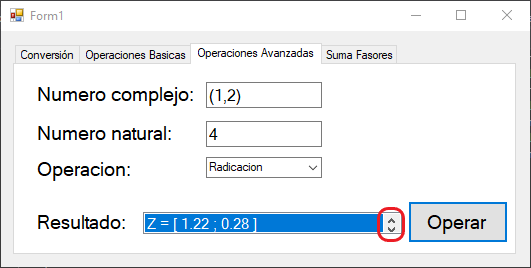 Form1
Conversión Operaciones Basicas Operaciones Avanzadas Suma Fasores
Numero complejo: (1,2)
Numero natural: 4
Operacion: Radicacion
Resultado: Z = [ 1.22 ; 0.28 ] Operar